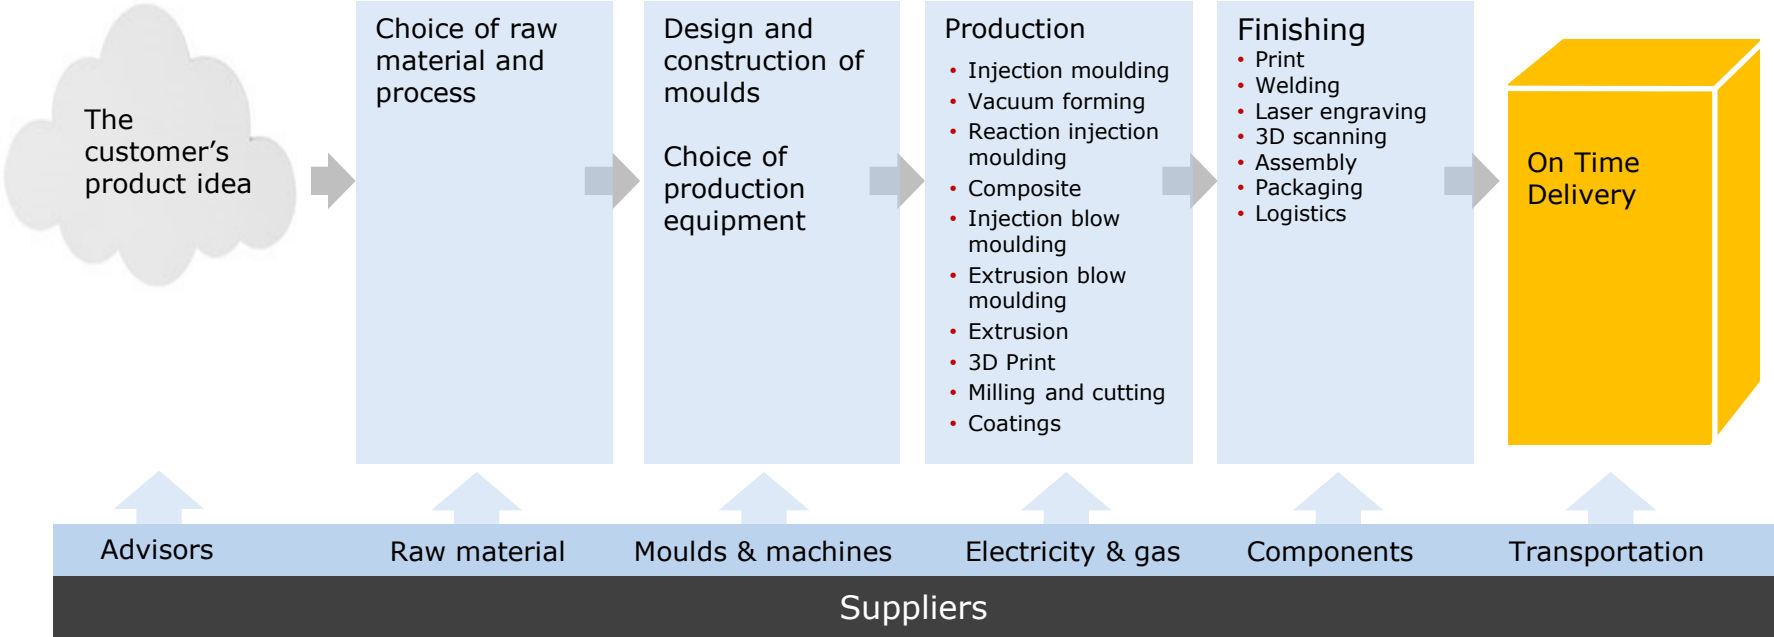 The
customer’s
product idea
Choice of raw
material and
process
Design and
construction of
moulds
Choice of
production
equipment
Production
• Injection moulding
• Vacuum forming
• Reaction injection
moulding
• Composite
• Injection blow
moulding
• Extrusion blow
moulding
• Extrusion
• 3D Print
• Milling and cutting
• Coatings
Finishing
• Print
• Welding
• Laser engraving
• 3D scanning
• Assembly
• Packaging
• Logistics
On Time
Delivery
Advisors
Raw material
Moulds & machines
Electricity & gas
Components
Transportation
Suppliers